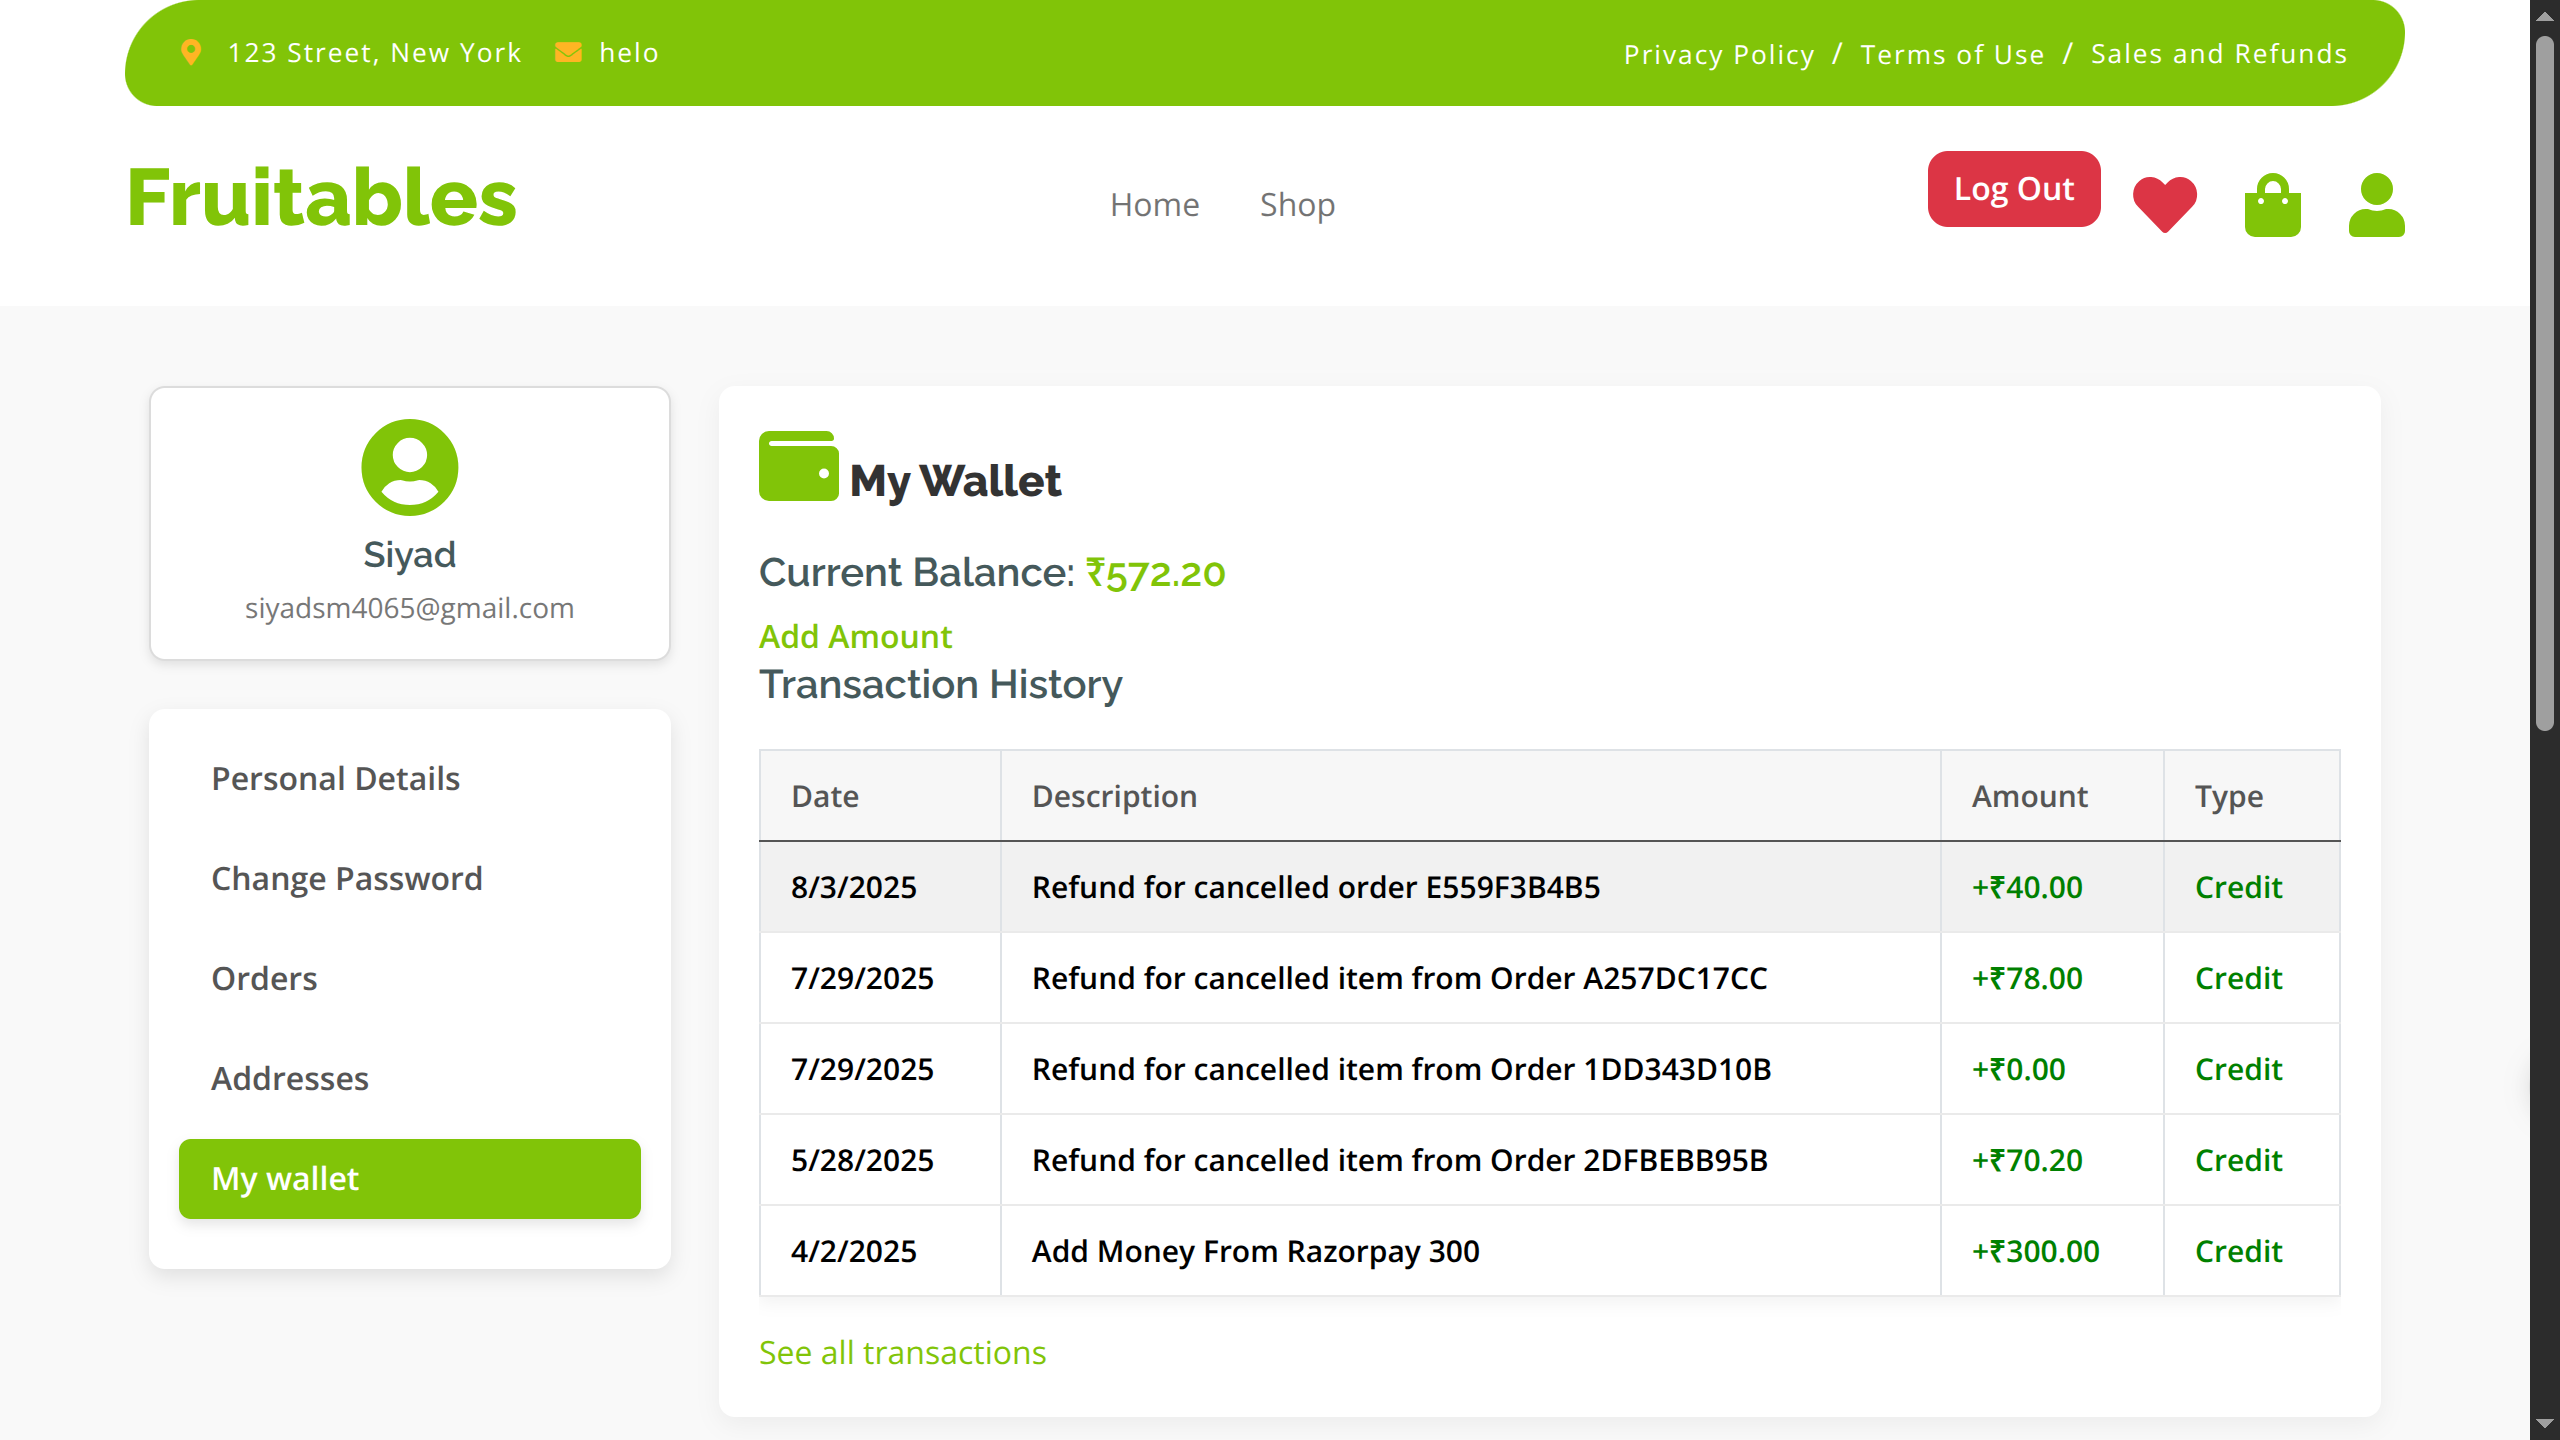 123 Street, New York helo
Privacy Policy / Terms of Use / Sales and Refunds
Fruitables
Home Shop
Log Out
Siyad
siyadsm4065@gmail.com
Personal Details
Change Password
Orders
Addresses
My wallet
My Wallet
Current Balance: ₹572.20
Add Amount
Transaction History
Date Description Amount Type
8/3/2025 Refund for cancelled order E559F3B4B5 +₹40.00 Credit
7/29/2025 Refund for cancelled item from Order A257DC17CC +₹78.00 Credit
7/29/2025 Refund for cancelled item from Order 1DD343D10B +₹0.00 Credit
5/28/2025 Refund for cancelled item from Order 2DFBEBB95B +₹70.20 Credit
4/2/2025 Add Money From Razorpay 300 +₹300.00 Credit
See all transactions